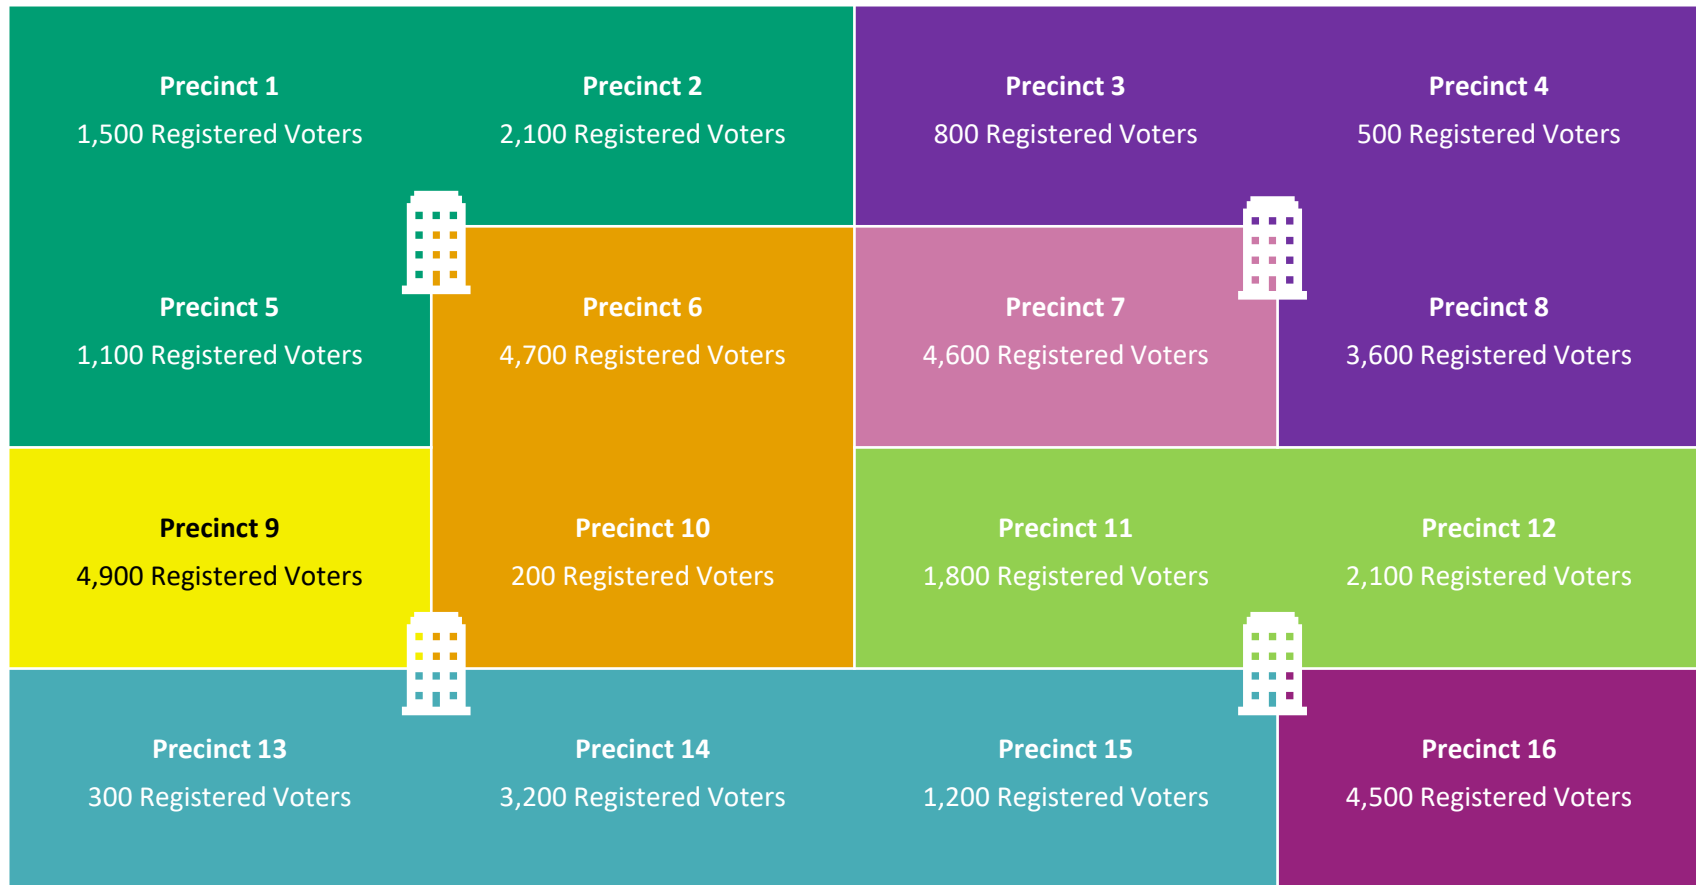 Precinct 1
1,500 Registered Voters
Precinct 2
2,100 Registered Voters
Precinct 3
800 Registered Voters
Precinct 4
500 Registered Voters
Precinct 5
1,100 Registered Voters
Precinct 6
4,700 Registered Voters
Precinct 7
4,600 Registered Voters
Precinct 8
3,600 Registered Voters
Precinct 9
4,900 Registered Voters
Precinct 10
200 Registered Voters
Precinct 11
1,800 Registered Voters
Precinct 12
2,100 Registered Voters
Precinct 13
300 Registered Voters
Precinct 14
3,200 Registered Voters
Precinct 15
1,200 Registered Voters
Precinct 16
4,500 Registered Voters